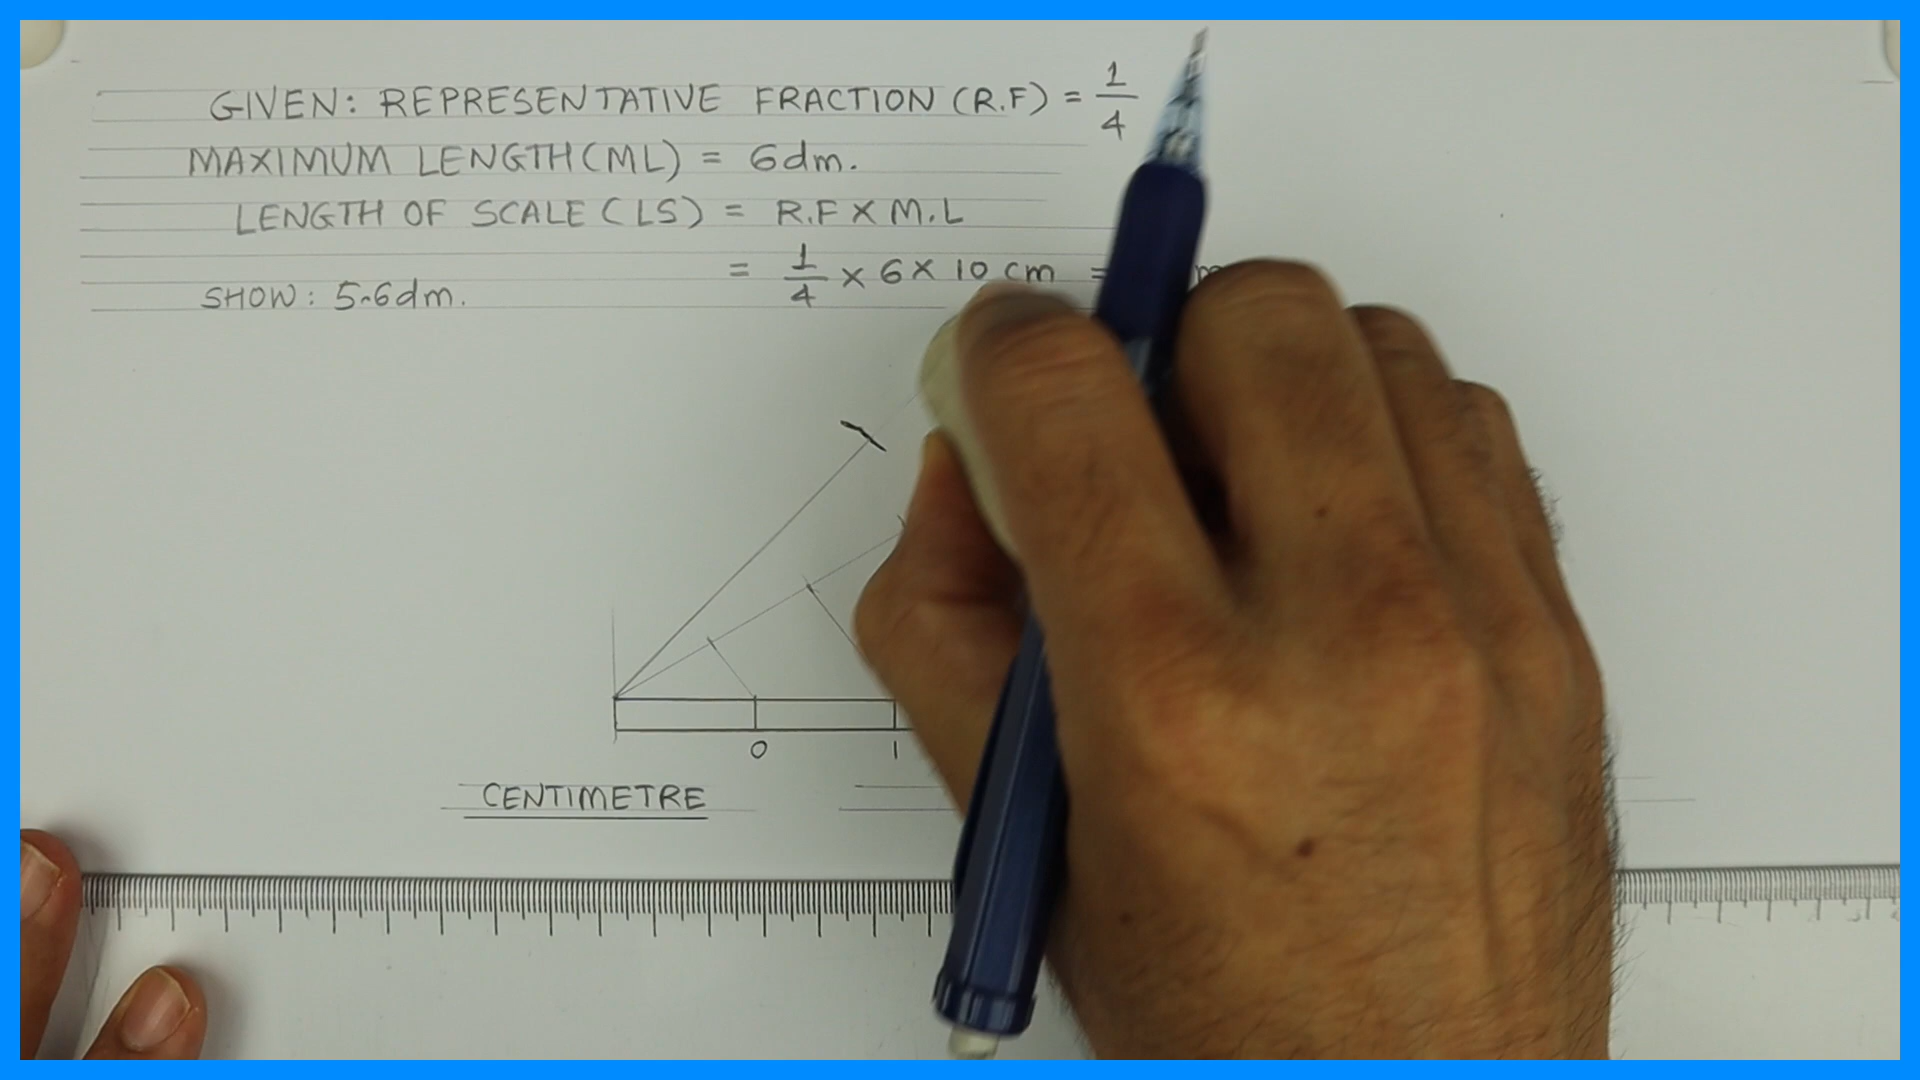 GIVEN: REPRESENTATIVE FRACTION (R.F) = 1/4
MAXIMUM LENGTH(ML) = 6dm.
LENGTH OF SCALE(LS) = R.F X M.L
= 1/4 x 6 x 10 cm =
SHOW: 5.6dm.
0 1
CENTIMETRE